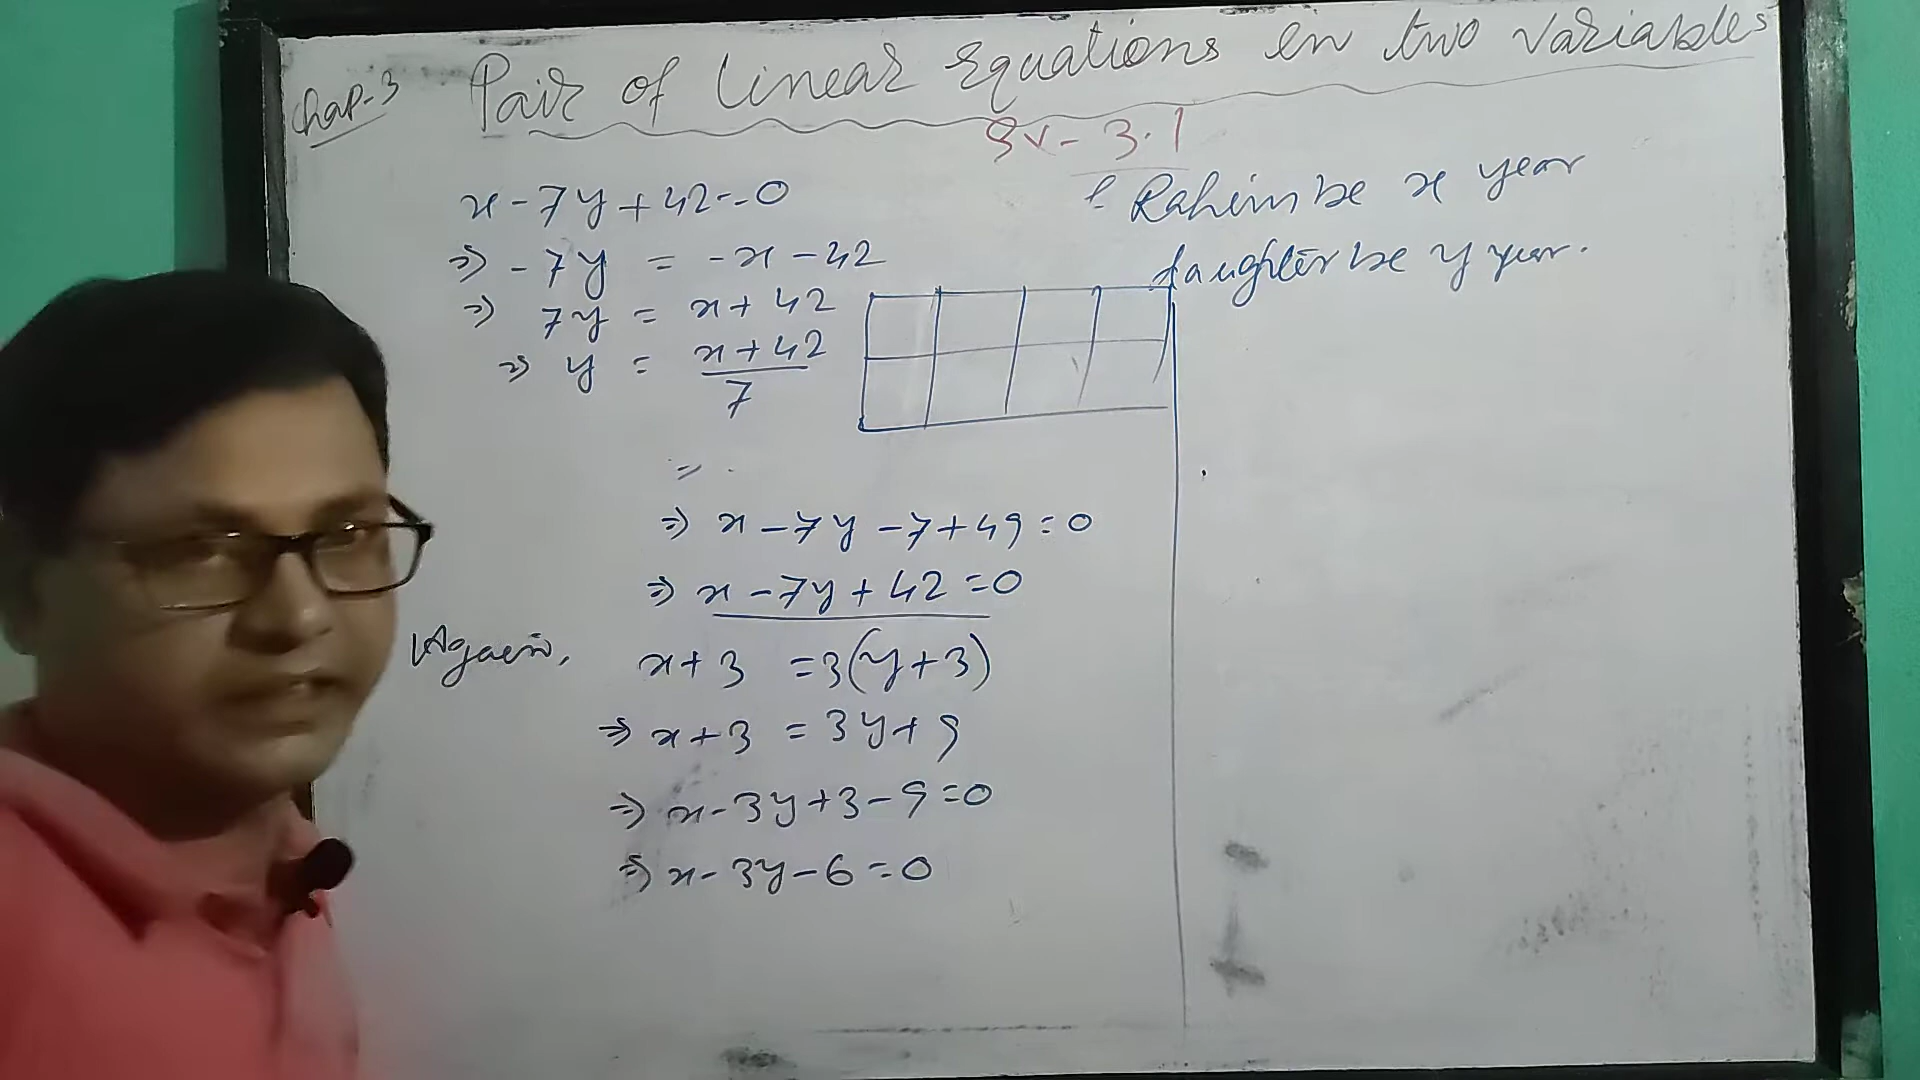 Chap-3 Pair of Linear Equations in two variables
Ex-3.1
x-7y+42=0
⇒ -7y = -x-42
⇒ 7y = x+42
⇒ y = x+42
7
=
⇒ x-7y-7+49=0
⇒ x-7y+42=0
Again, x+3 =3(y+3)
⇒ x+3 = 3y+9
⇒ x-3y+3-9=0
⇒ x-3y-6=0
Rahim be x year
daughter be y year.